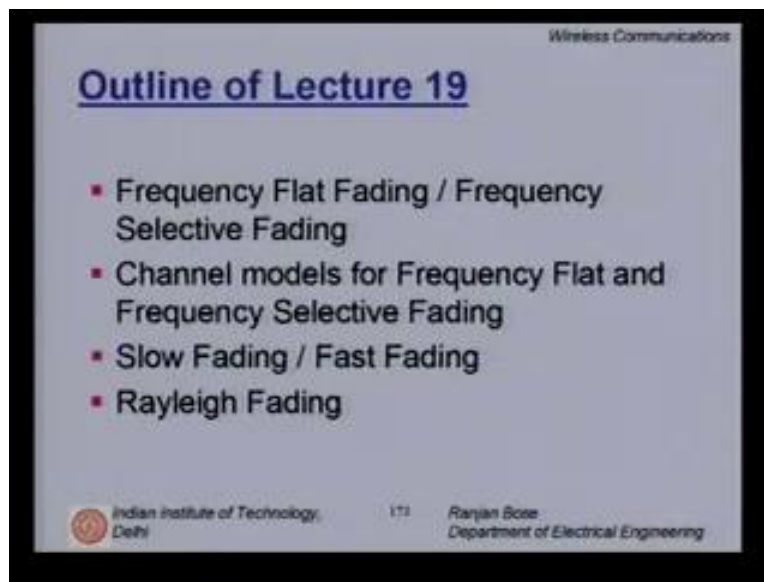 Wireless Communications
Outline of Lecture 19
Frequency Flat Fading / Frequency
Selective Fading
Channel models for Frequency Flat and
Frequency Selective Fading
Slow Fading / Fast Fading
Rayleigh Fading
Indian Institute of Technology,
Delhi
Ranjan Bose
Department of Electrical Engineering